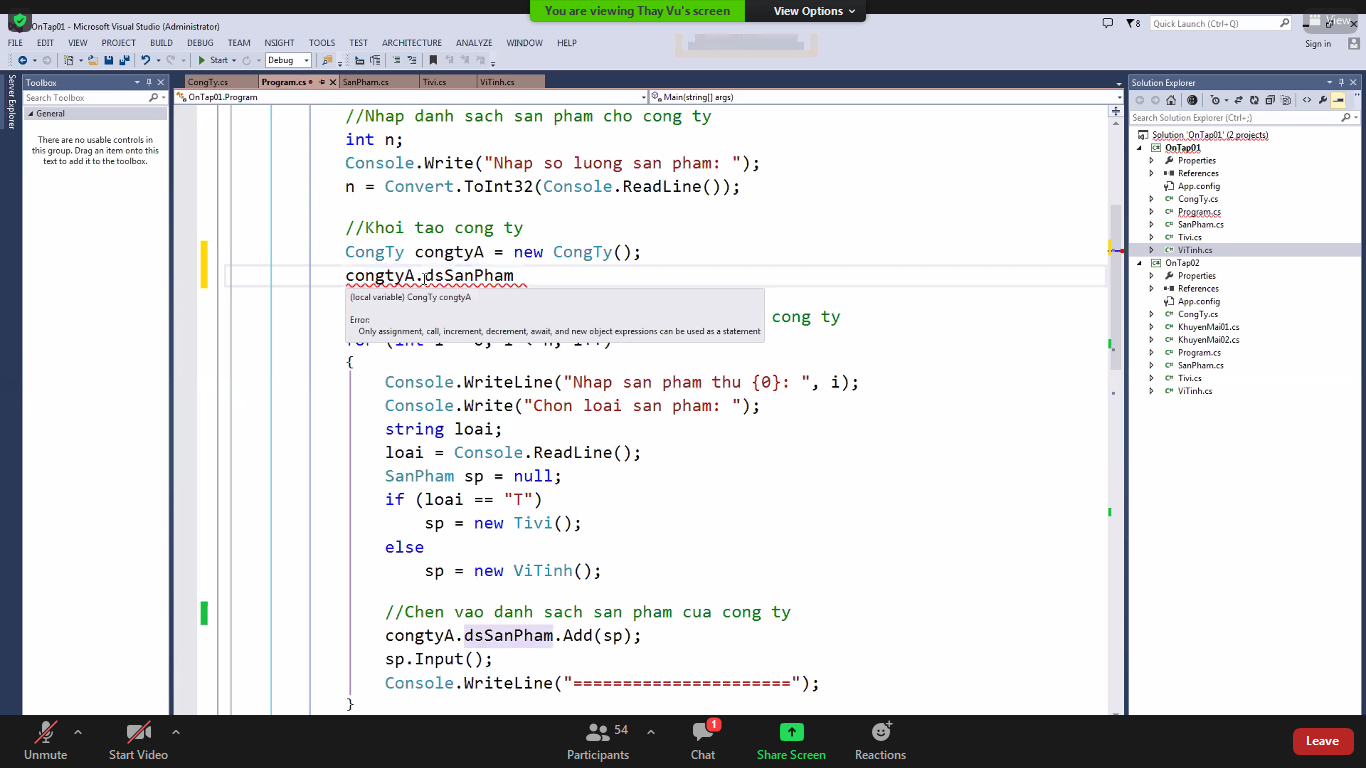 You are viewing Thay Vu's screen
View Options
View
OnTap01 - Microsoft Visual Studio (Administrator)
8
Quick Launch (Ctrl+Q)
FILE EDIT VIEW PROJECT BUILD DEBUG TEAM NSIGHT TOOLS TEST ARCHITECTURE ANALYZE WINDOW HELP
Sign in
Start
Debug
Server Explorer
Toolbox
Search Toolbox
General
There are no usable controls in
this group. Drag an item onto this
text to add it to the toolbox.
CongTy.cs Program.cs SanPham.cs Tivi.cs ViTinh.cs
OnTap01.Program
Main(string[] args)
//Nhap danh sach san pham cho cong ty
int n;
Console.Write("Nhap so luong san pham: ");
n = Convert.ToInt32(Console.ReadLine());
//Khoi tao cong ty
CongTy congtyA = new CongTy();
congtyA.dsSanPham
(local variable) CongTy congtyA
Error:
Only assignment, call, increment, decrement, await, and new object expressions can be used as a statement
cong ty
{
Console.WriteLine("Nhap san pham thu {0}: ", i);
Console.Write("Chon loai san pham: ");
string loai;
loai = Console.ReadLine();
SanPham sp = null;
if (loai == "T")
sp = new Tivi();
else
sp = new ViTinh();
//Chen vao danh sach san pham cua cong ty
congtyA.dsSanPham.Add(sp);
sp.Input();
Console.WriteLine("======================");
}
Solution Explorer
Search Solution Explorer (Ctrl+;)
Solution 'OnTap01' (2 projects)
OnTap01
Properties
References
App.config
CongTy.cs
Program.cs
SanPham.cs
Tivi.cs
ViTinh.cs
OnTap02
Properties
References
App.config
CongTy.cs
KhuyenMai01.cs
KhuyenMai02.cs
Program.cs
SanPham.cs
Tivi.cs
ViTinh.cs
Unmute
Start Video
Participants
54
Chat
1
Share Screen
Reactions
Leave